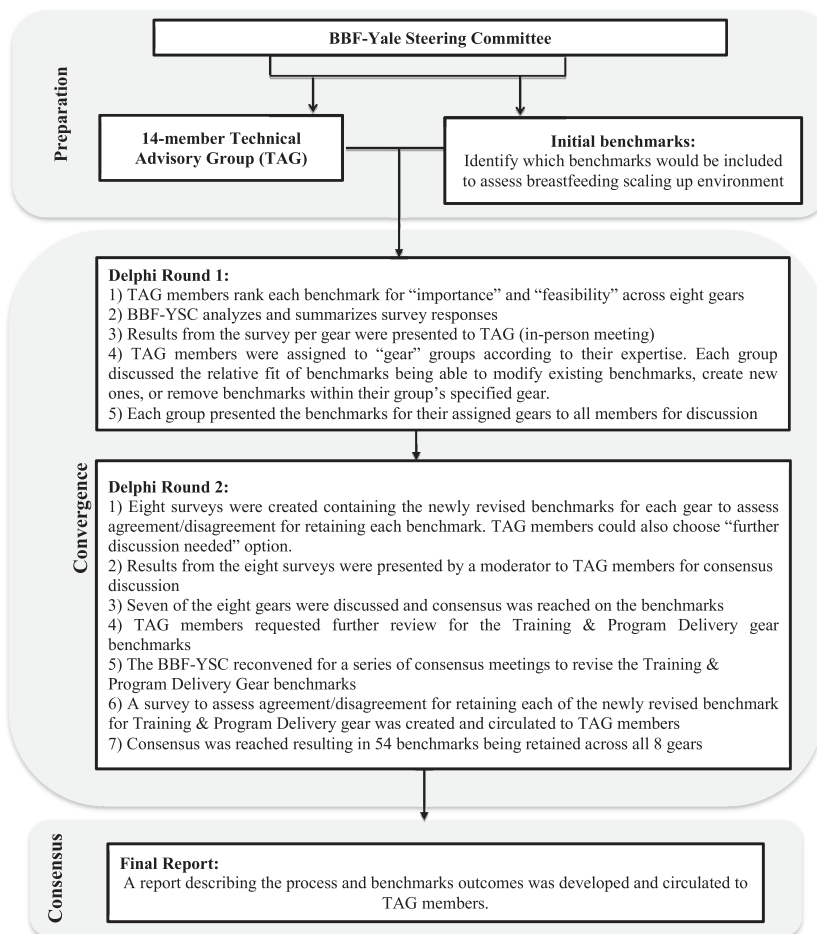 Preparation
BBF-Yale Steering Committee
14-member Technical
Advisory Group (TAG)
Initial benchmarks:
Identify which benchmarks would be included
to assess breastfeeding scaling up environment
Convergence
Delphi Round 1:
1) TAG members rank each benchmark for “importance” and “feasibility” across eight gears
2) BBF-YSC analyzes and summarizes survey responses
3) Results from the survey per gear were presented to TAG (in-person meeting)
4) TAG members were assigned to “gear” groups according to their expertise. Each group
discussed the relative fit of benchmarks being able to modify existing benchmarks, create new
ones, or remove benchmarks within their group’s specified gear.
5) Each group presented the benchmarks for their assigned gears to all members for discussion
Delphi Round 2:
1) Eight surveys were created containing the newly revised benchmarks for each gear to assess
agreement/disagreement for retaining each benchmark. TAG members could also choose “further
discussion needed” option.
2) Results from the eight surveys were presented by a moderator to TAG members for consensus
discussion
3) Seven of the eight gears were discussed and consensus was reached on the benchmarks
4) TAG members requested further review for the Training & Program Delivery gear
benchmarks
5) The BBF-YSC reconvened for a series of consensus meetings to revise the Training &
Program Delivery Gear benchmarks
6) A survey to assess agreement/disagreement for retaining each of the newly revised benchmark
for Training & Program Delivery gear was created and circulated to TAG members
7) Consensus was reached resulting in 54 benchmarks being retained across all 8 gears
Consensus
Final Report:
A report describing the process and benchmarks outcomes was developed and circulated to
TAG members.